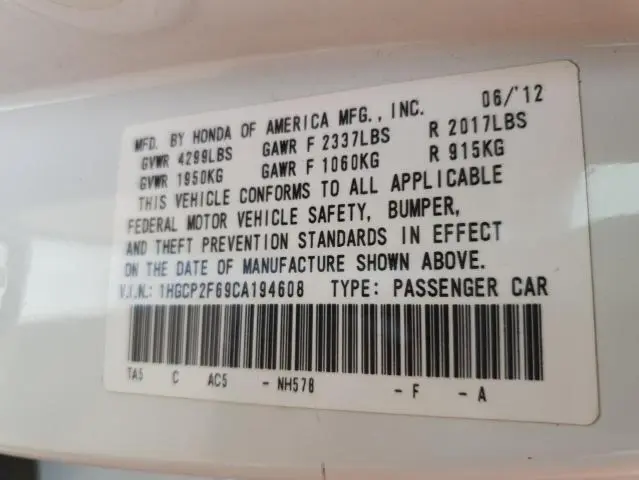 MFD. BY HONDA OF AMERICA MFG., INC. 06/'12
GVWR 4299LBS GAWR F 2337LBS R 2017LBS
GVWR 1950KG GAWR F 1060KG R 915KG
THIS VEHICLE CONFORMS TO ALL APPLICABLE
FEDERAL MOTOR VEHICLE SAFETY, BUMPER,
AND THEFT PREVENTION STANDARDS IN EFFECT
ON THE DATE OF MANUFACTURE SHOWN ABOVE.
V.I.N.: 1HGCP2F69CA194608 TYPE: PASSENGER CAR
TA5 C AC5 - NH578 - F - A